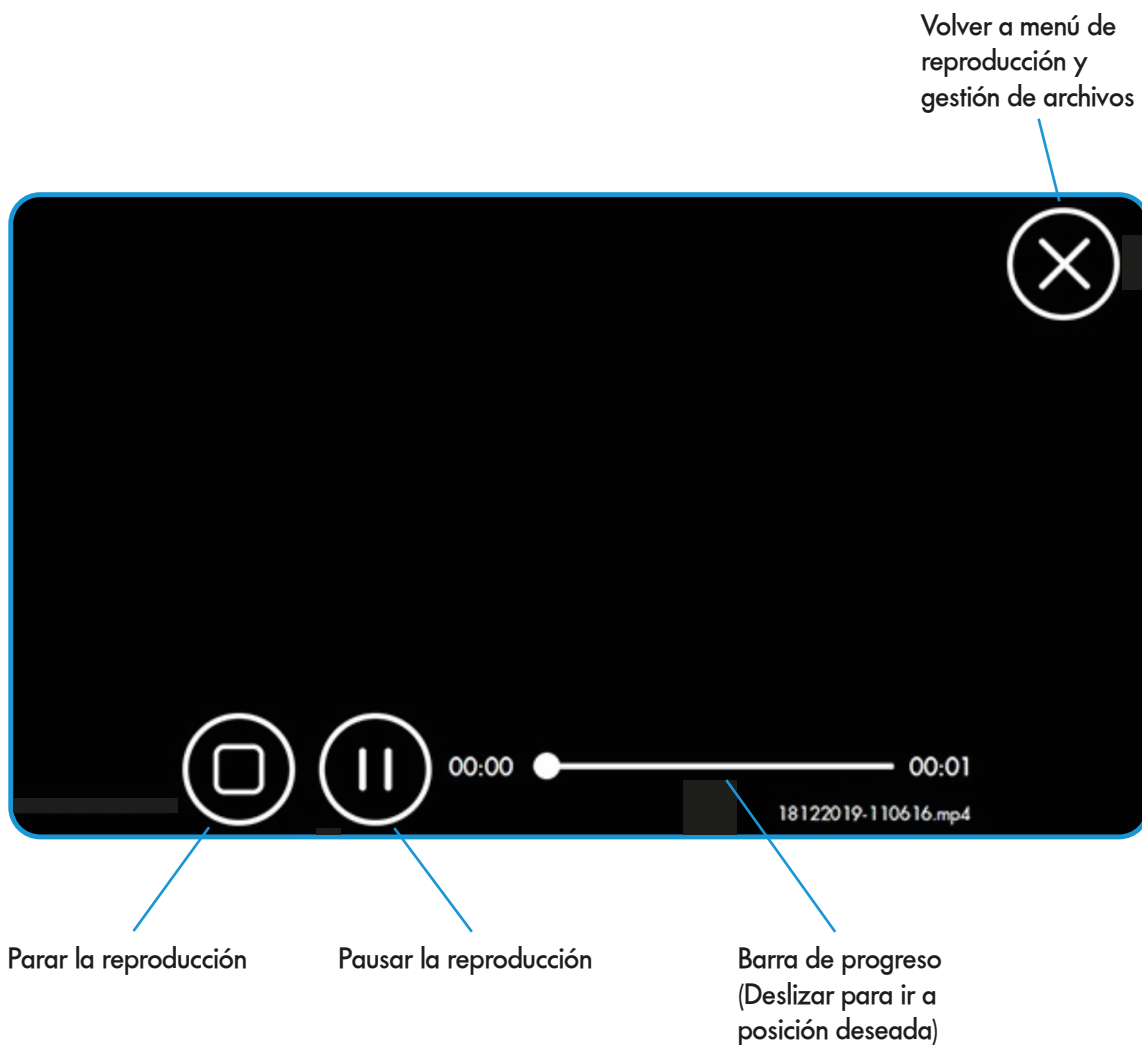 Volver a menú de
reproducción y
gestión de archivos
00:00
00:01
18122019-110616.mp4
Parar la reproducción
Pausar la reproducción
Barra de progreso
(Deslizar para ir a
posición deseada)